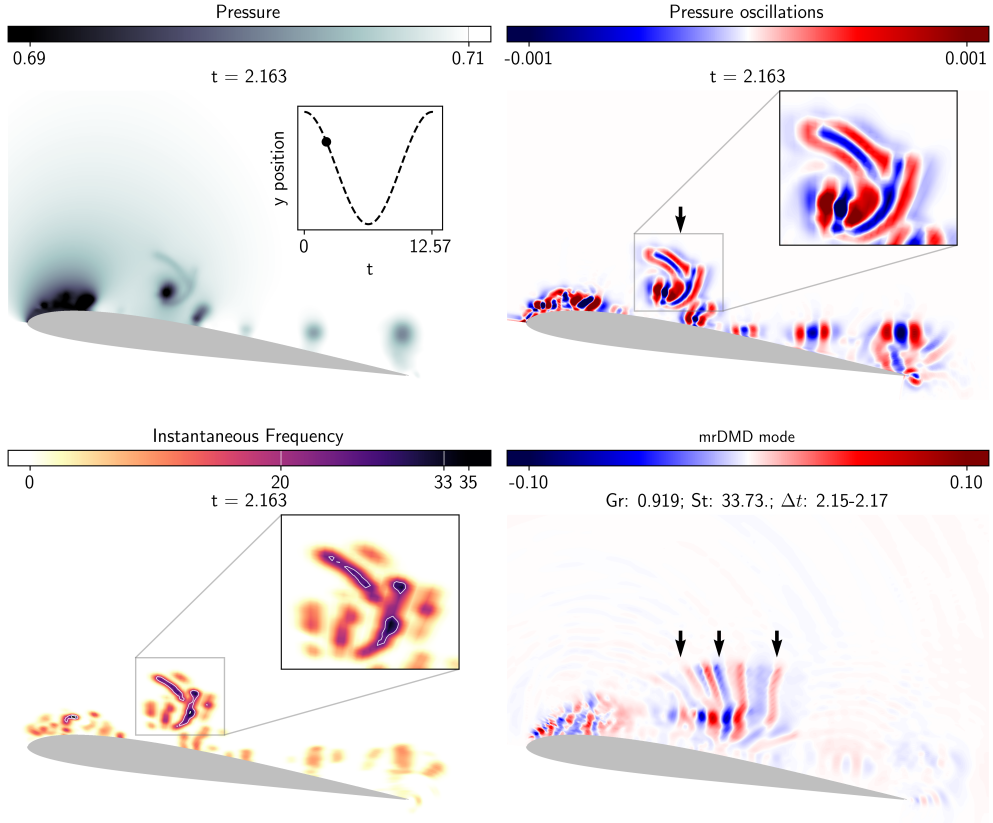 Pressure
0.69 0.71
t = 2.163
y position
0 12.57
t
Pressure oscillations
-0.001 0.001
t = 2.163
Instantaneous Frequency
0 20 33 35
t = 2.163
mrDMD mode
-0.10 0.10
Gr: 0.919; St: 33.73.; Δt: 2.15-2.17